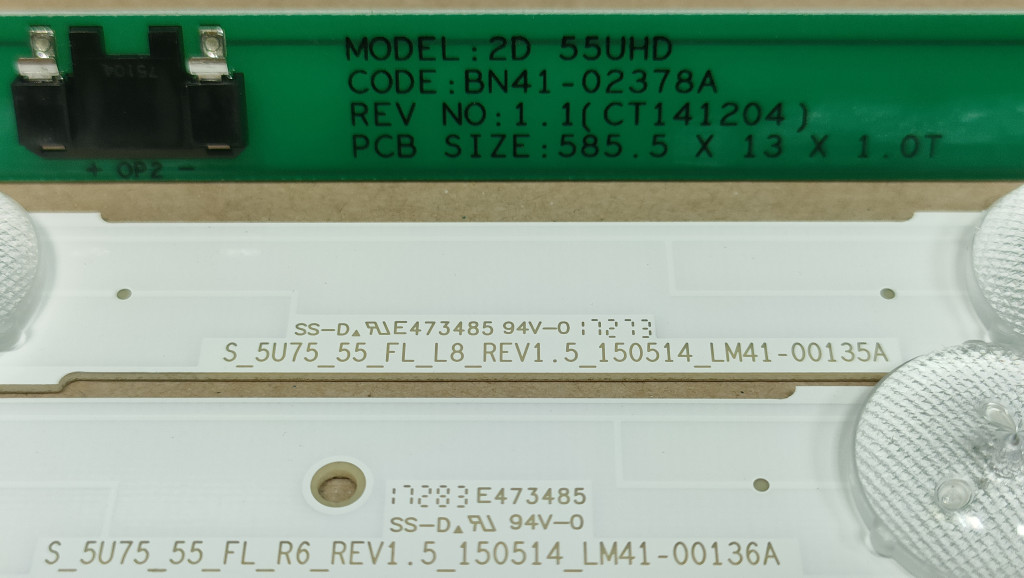 MODEL:2D 55UHD
CODE:BN41-02378A
REV NO:1.1(CT141204)
PCB SIZE:585.5 X 13 X 1.0T
75104
+ OP2 -
SS-D E473485 94V-0 17273
S_5U75_55_FL_L8_REV1.5_150514_LM41-00135A
17283 E473485
SS-D 94V-0
S_5U75_55_FL_R6_REV1.5_150514_LM41-00136A